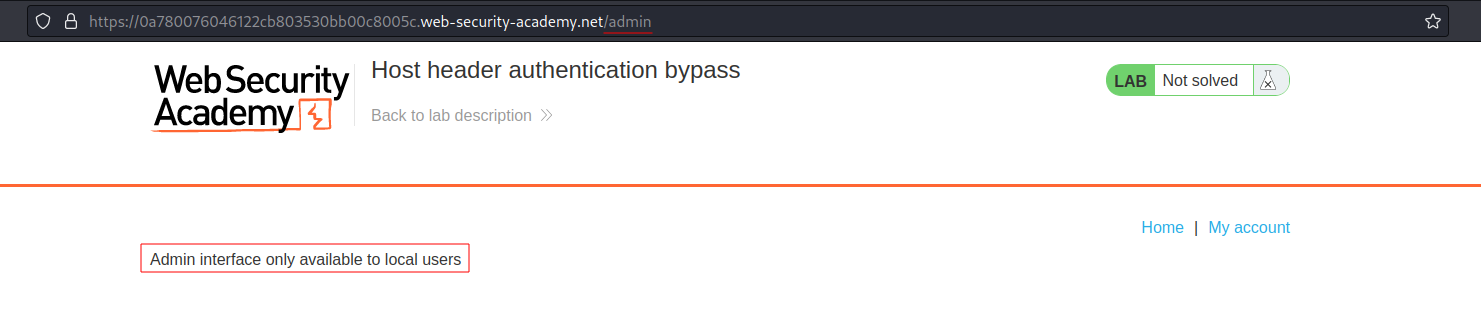 https://0a780076046122cb803530bb00c8005c.web-security-academy.net/admin
Web Security
Academy
Host header authentication bypass
Back to lab description
LAB Not solved
Home | My account
Admin interface only available to local users